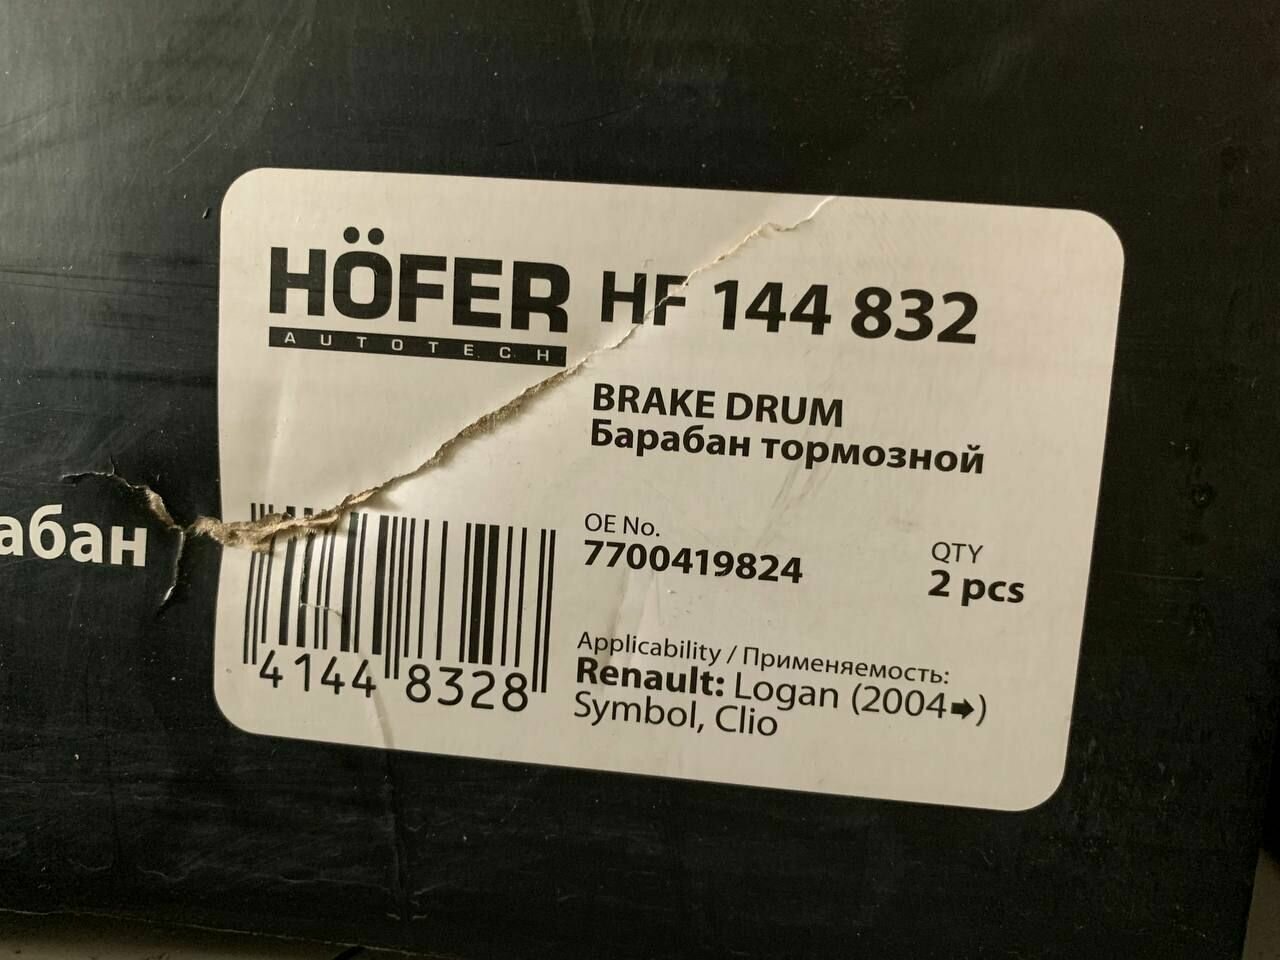 HÖFER HF 144 832
AUTOTECH
BRAKE DRUM
Барабан тормозной
абан
OE No.
7700419824
QTY
2 pcs
4144 8328
Applicability / Применяемость:
Renault: Logan (2004➡)
Symbol, Clio